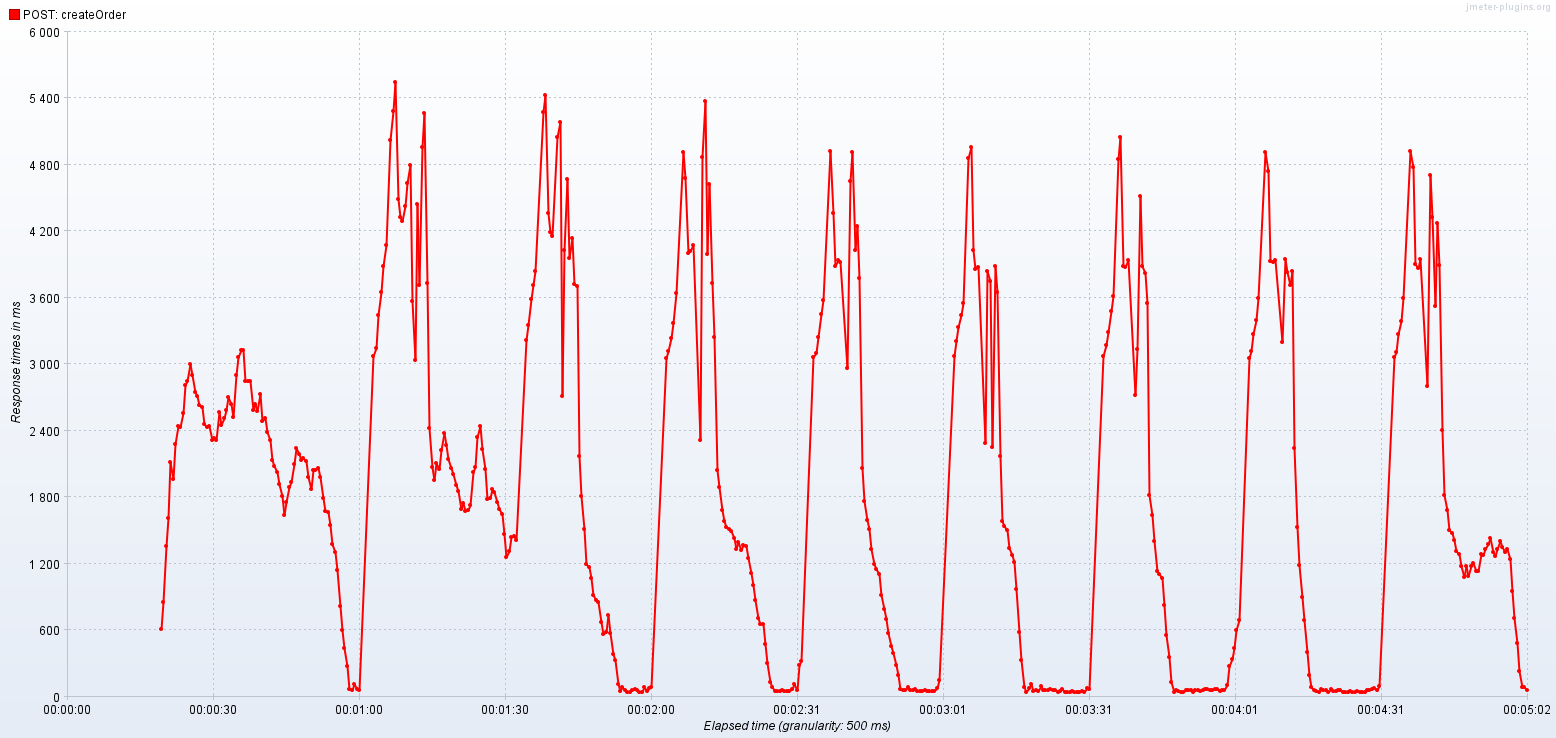 POST: createOrder
jmeter-plugins.org
6 000
5 400
4 800
4 200
3 600
3 000
2 400
1 800
1 200
600
0
Response times in ms
00:00:00 00:00:30 00:01:00 00:01:30 00:02:00 00:02:31 00:03:01 00:03:31 00:04:01 00:04:31 00:05:02
Elapsed time (granularity: 500 ms)